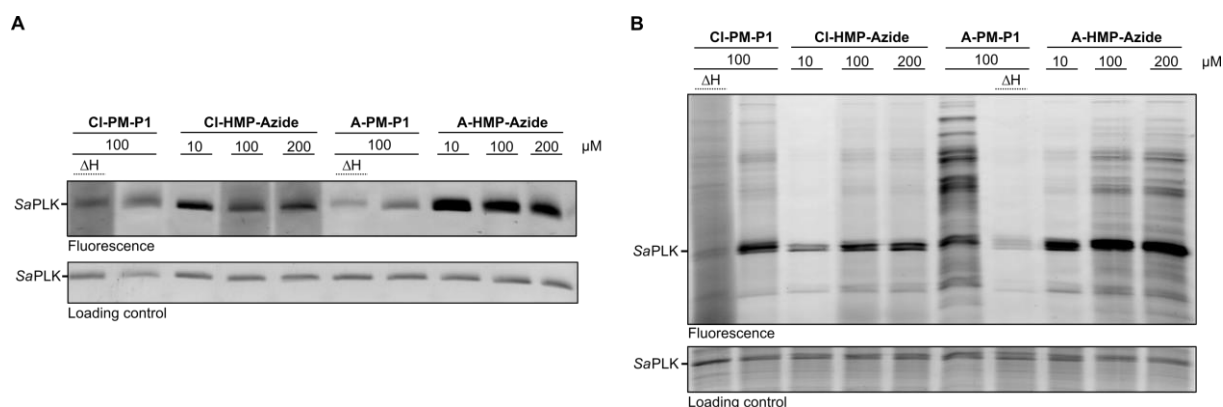 A
Cl-PM-P1 Cl-HMP-Azide A-PM-P1 A-HMP-Azide
100 10 100 200 100 10 100 200 µM
ΔH ΔH
SaPLK
Fluorescence
SaPLK
Loading control
B
Cl-PM-P1 Cl-HMP-Azide A-PM-P1 A-HMP-Azide
100 10 100 200 100 10 100 200 µM
ΔH ΔH
SaPLK
Fluorescence
SaPLK
Loading control